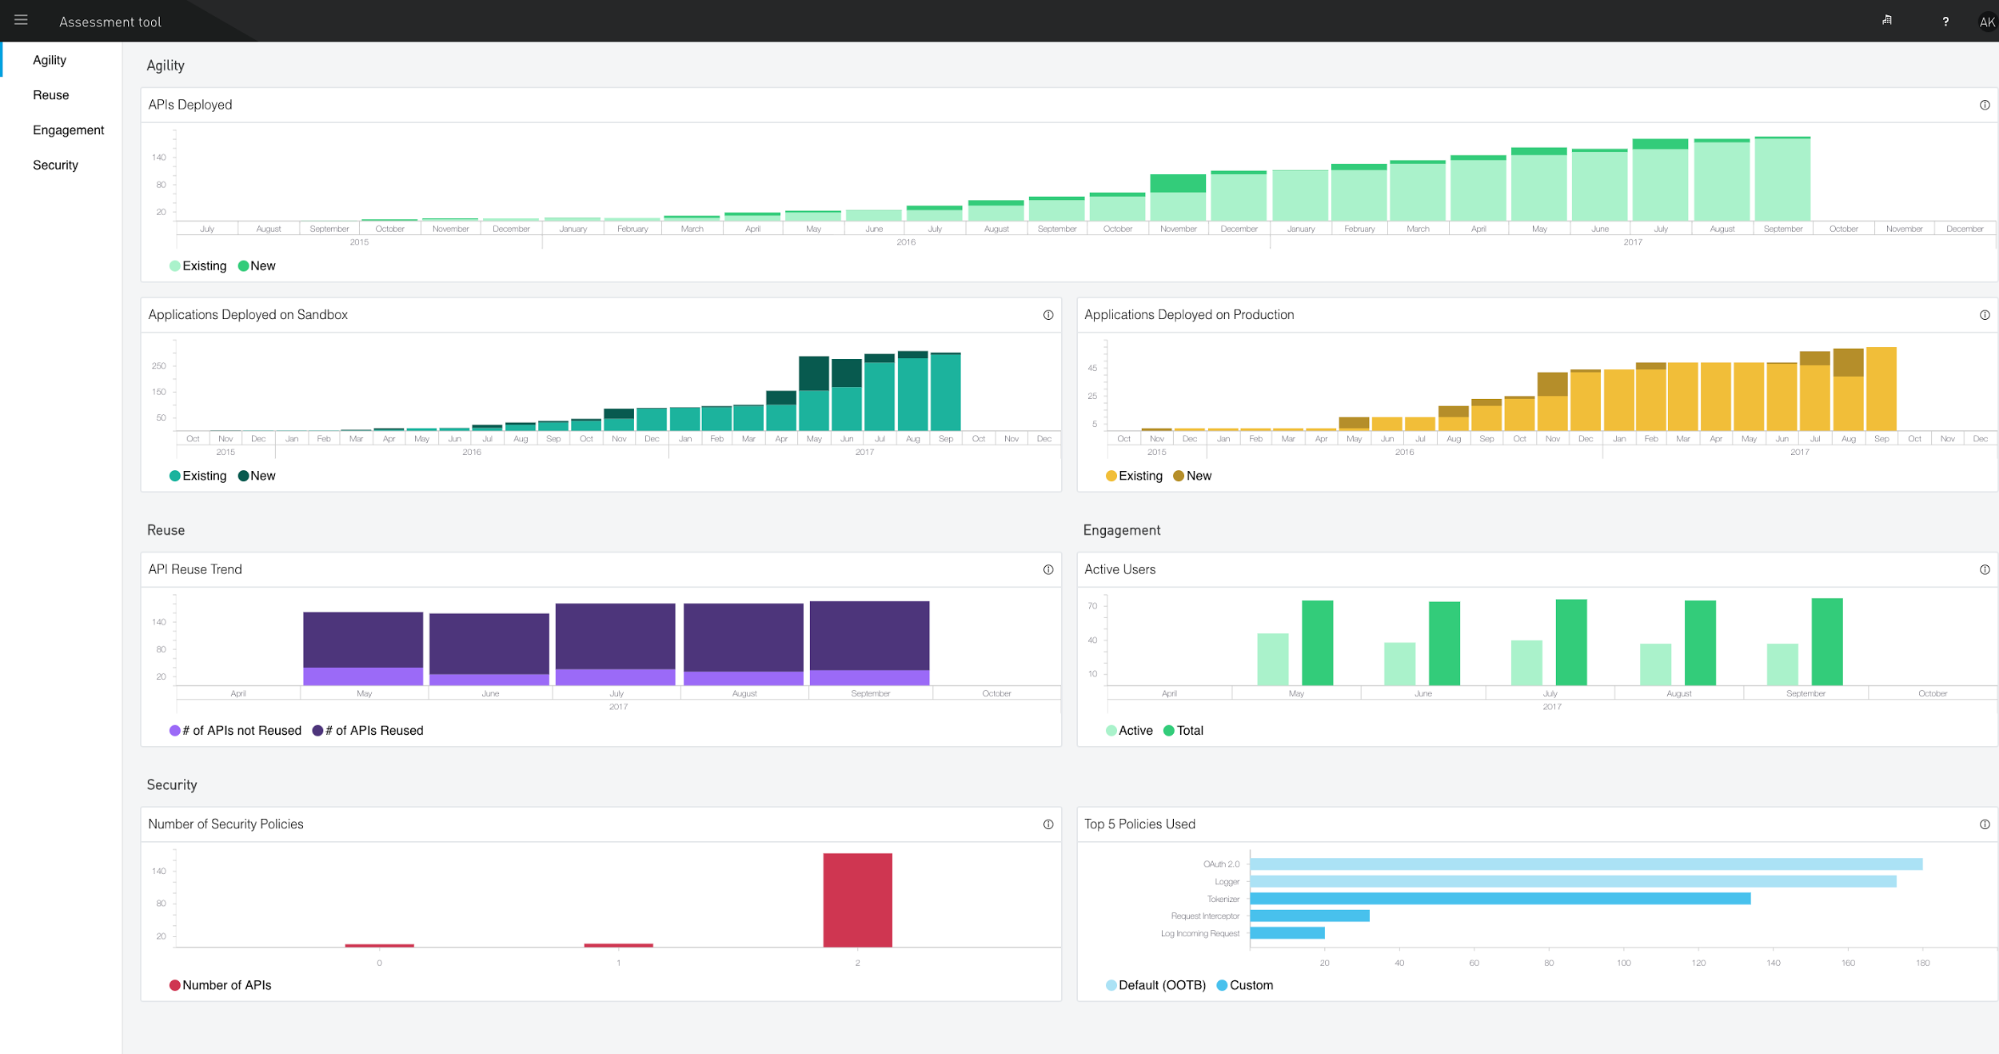 Assessment tool
? AK
Agility
Reuse
Engagement
Security
Agility
APIs Deployed
140
80
20
July August September October November December January February March April May June July August September October November December January February March April May June July August September October November December
2015 2016 2017
Existing New
Applications Deployed on Sandbox
250
150
50
Oct Nov Dec Jan Feb Mar Apr May Jun Jul Aug Sep Oct Nov Dec Jan Feb Mar Apr May Jun Jul Aug Sep Oct Nov Dec
2015 2016 2017
Existing New
Applications Deployed on Production
45
25
5
Oct Nov Dec Jan Feb Mar Apr May Jun Jul Aug Sep Oct Nov Dec Jan Feb Mar Apr May Jun Jul Aug Sep Oct Nov Dec
2015 2016 2017
Existing New
Reuse
API Reuse Trend
140
80
20
April May June July August September October
2017
# of APIs not Reused # of APIs Reused
Engagement
Active Users
70
40
10
April May June July August September October
2017
Active Total
Security
Number of Security Policies
140
80
20
0 1 2
Number of APIs
Top 5 Policies Used
OAuth 2.0
Logger
Tokenizer
Request Interceptor
Log Incoming Request
20 40 60 80 100 120 140 160 180
Default (OOTB) Custom